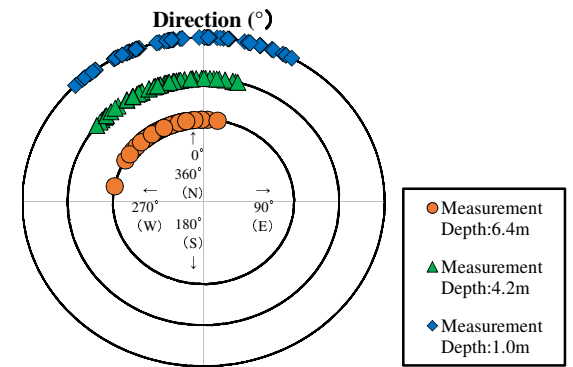 Direction (°)
↑
0°
360°
(N)
←
270°
(W)
→
90°
(E)
180°
(S)
↓
Measurement
Depth:6.4m
Measurement
Depth:4.2m
Measurement
Depth:1.0m